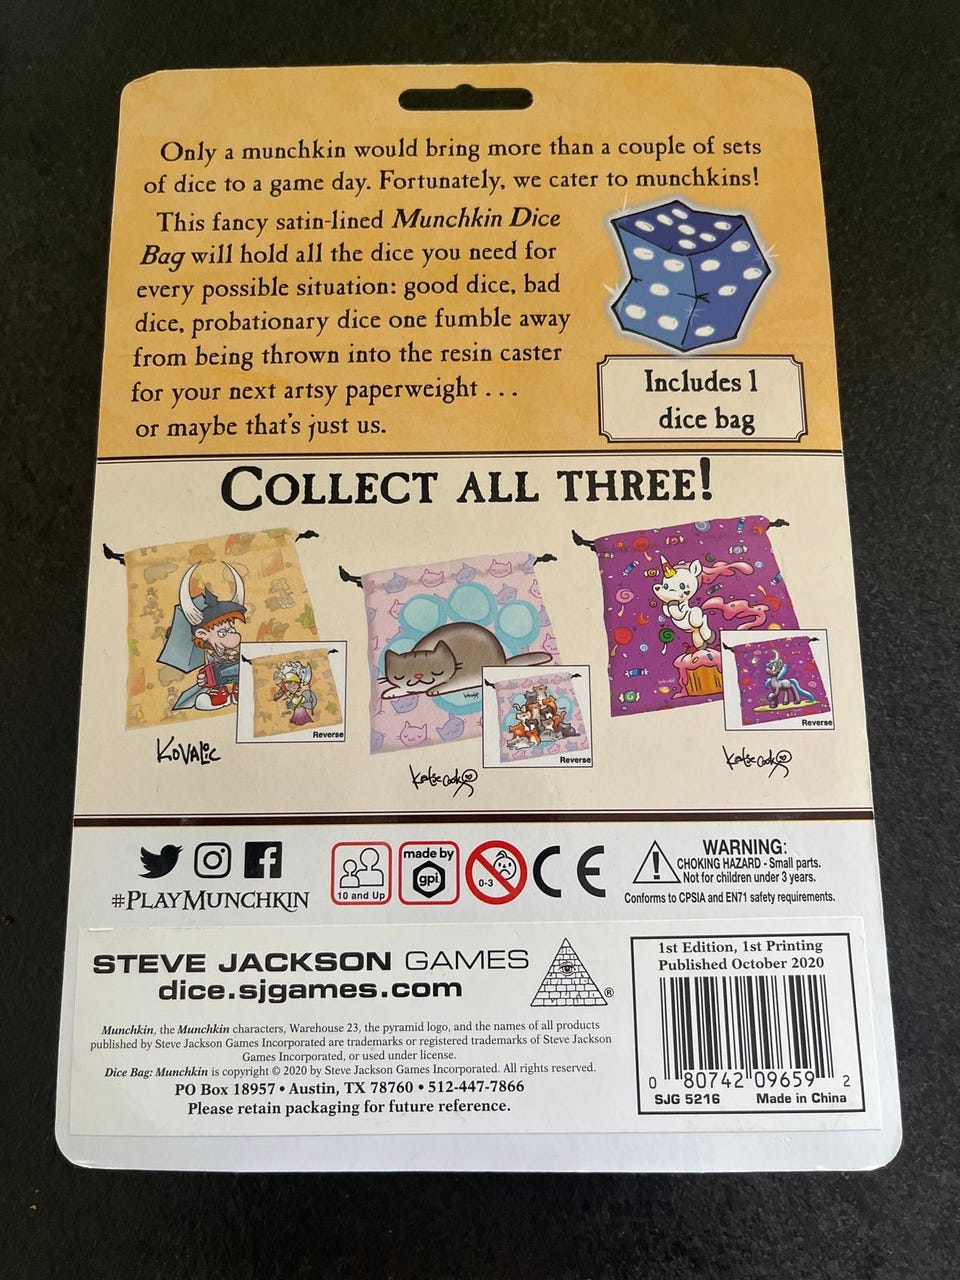 Only a munchkin would bring more than a couple of sets
of dice to a game day. Fortunately, we cater to munchkins!
This fancy satin-lined Munchkin Dice
Bag will hold all the dice you need for
every possible situation: good dice, bad
dice, probationary dice one fumble away
from being thrown into the resin caster
for your next artsy paperweight . . .
or maybe that's just us.
Includes 1
dice bag
COLLECT ALL THREE!
Reverse
Reverse
Reverse
KOVALIC
Katie Cook
Katie Cook
#PLAYMUNCHKIN
10 and Up
made by
gpi
0-3
CE
WARNING:
CHOKING HAZARD - Small parts.
Not for children under 3 years.
Conforms to CPSIA and EN71 safety requirements.
STEVE JACKSON GAMES
dice.sjgames.com
®
Munchkin, the Munchkin characters, Warehouse 23, the pyramid logo, and the names of all products
published by Steve Jackson Games Incorporated are trademarks or registered trademarks of Steve Jackson
Games Incorporated, or used under license.
Dice Bag: Munchkin is copyright © 2020 by Steve Jackson Games Incorporated. All rights reserved.
PO Box 18957 • Austin, TX 78760 • 512-447-7866
Please retain packaging for future reference.
1st Edition, 1st Printing
Published October 2020
0 80742 09659 2
SJG 5216 Made in China